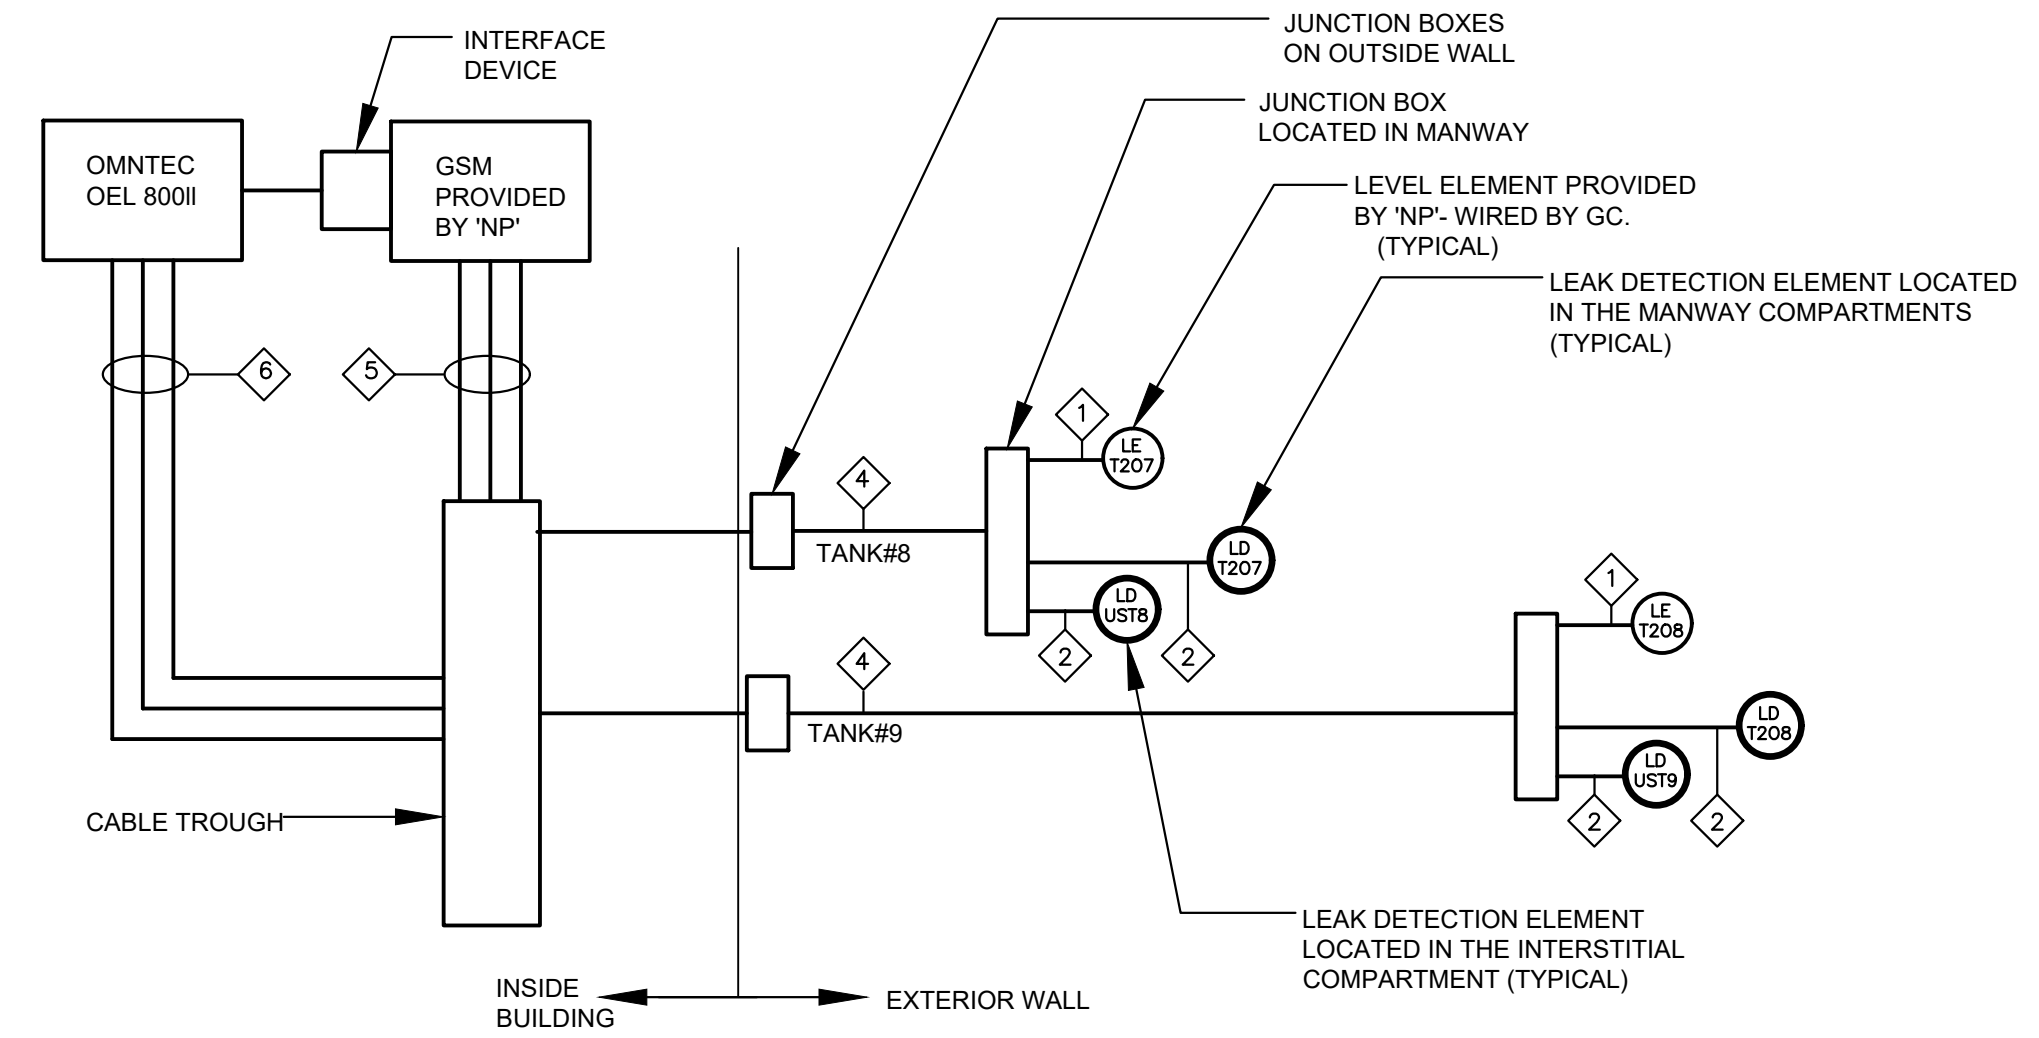 INTERFACE
DEVICE
JUNCTION BOXES
ON OUTSIDE WALL
JUNCTION BOX
LOCATED IN MANWAY
OMNTEC
OEL 800II
GSM
PROVIDED
BY 'NP'
LEVEL ELEMENT PROVIDED
BY 'NP'- WIRED BY GC.
(TYPICAL)
LEAK DETECTION ELEMENT LOCATED
IN THE MANWAY COMPARTMENTS
(TYPICAL)
6
5
1
LE
T207
4
TANK#8
LD
T207
LD
UST8
2
2
1
LE
T208
4
TANK#9
LD
T208
LD
UST9
2
2
CABLE TROUGH
LEAK DETECTION ELEMENT
LOCATED IN THE INTERSTITIAL
COMPARTMENT (TYPICAL)
INSIDE
BUILDING
EXTERIOR WALL